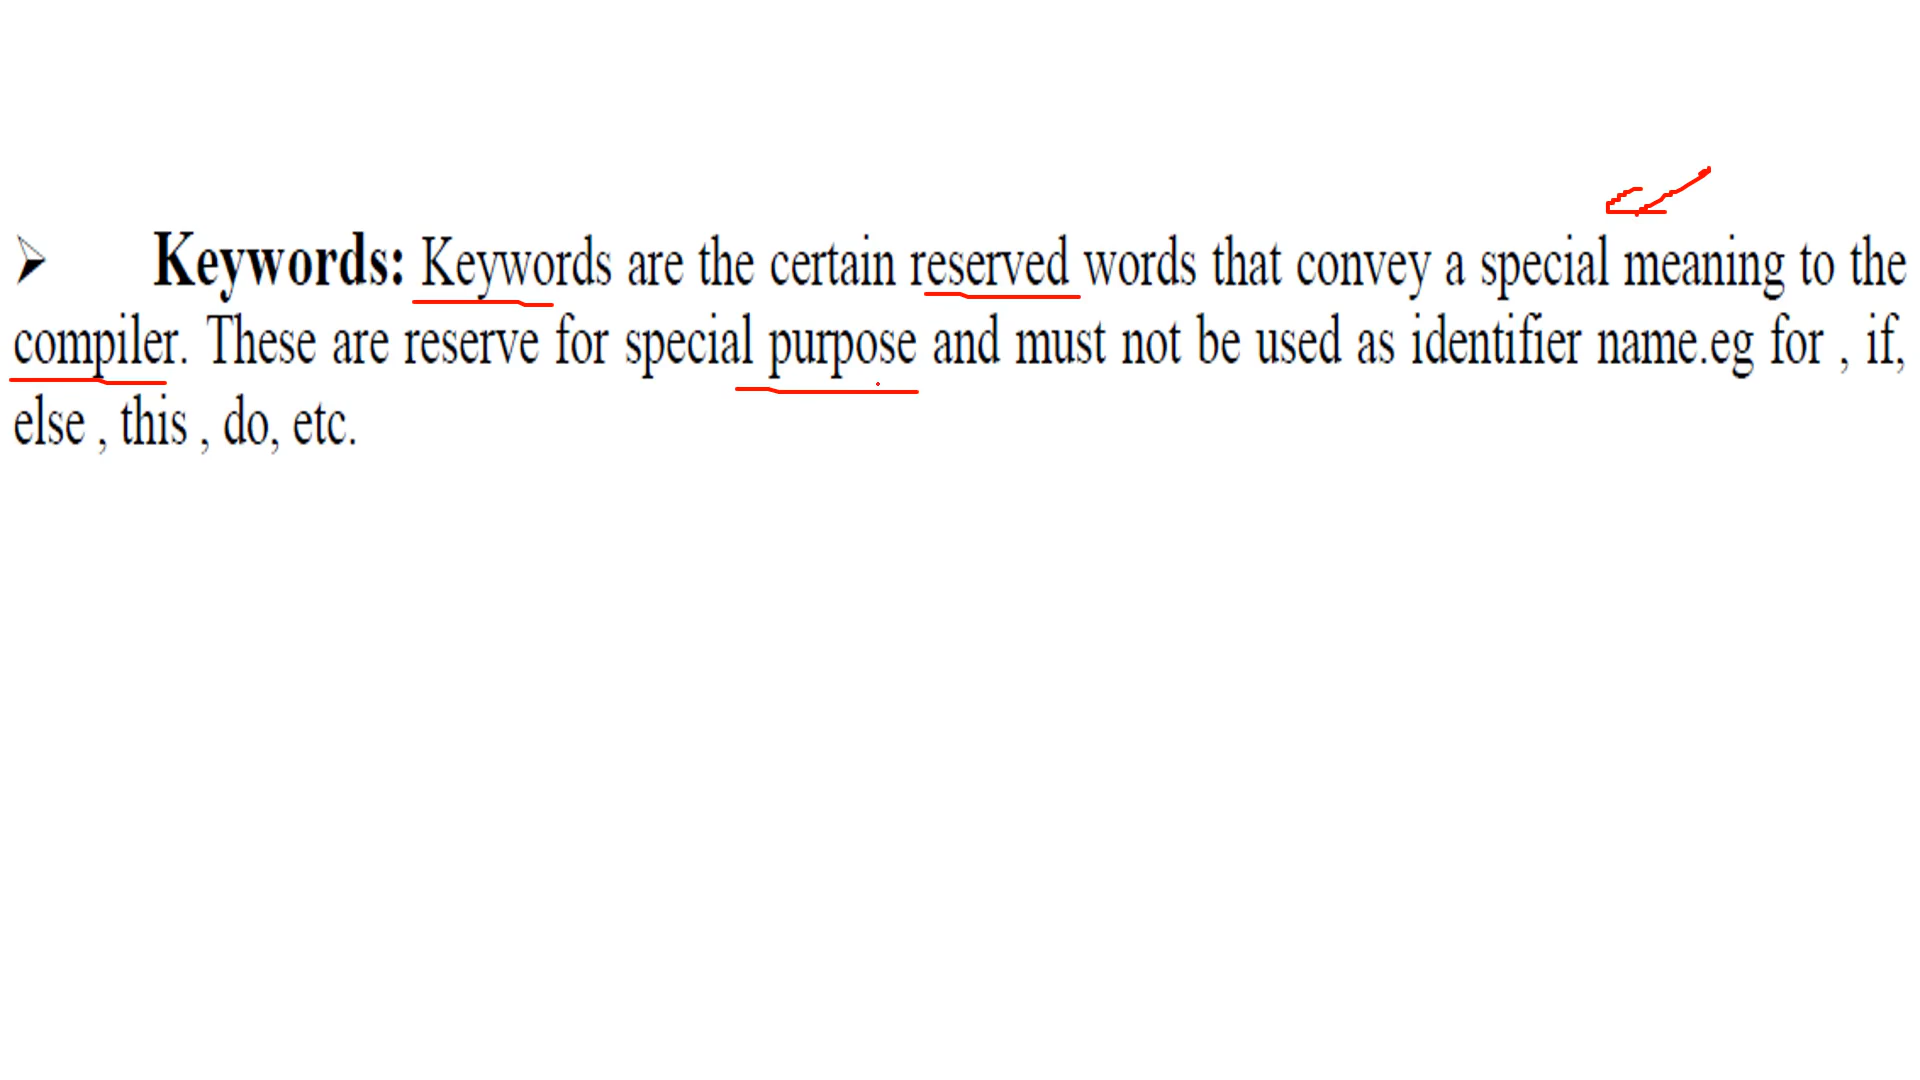 ➢ Keywords: Keywords are the certain reserved words that convey a special meaning to the
compiler. These are reserve for special purpose and must not be used as identifier name.eg for , if,
else , this , do, etc.